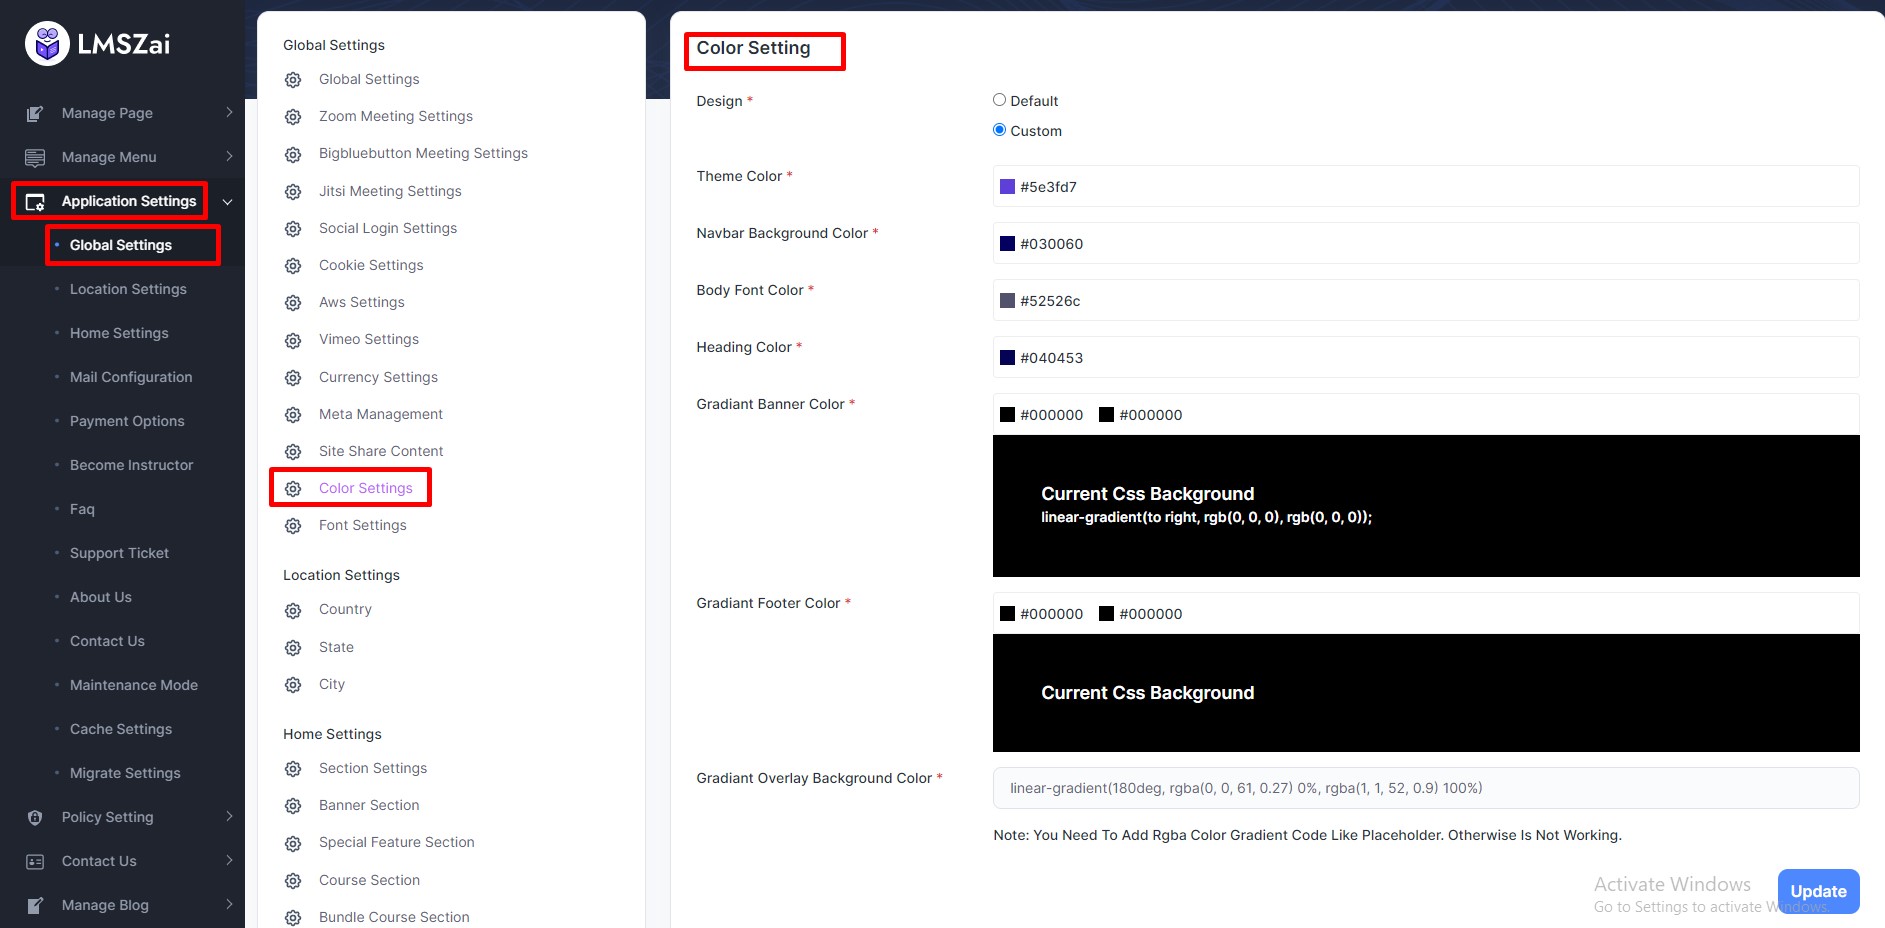 LMSZai
Manage Page
Manage Menu
Application Settings
Global Settings
Location Settings
Home Settings
Mail Configuration
Payment Options
Become Instructor
Faq
Support Ticket
About Us
Contact Us
Maintenance Mode
Cache Settings
Migrate Settings
Policy Setting
Contact Us
Manage Blog
Global Settings
Global Settings
Zoom Meeting Settings
Bigbluebutton Meeting Settings
Jitsi Meeting Settings
Social Login Settings
Cookie Settings
Aws Settings
Vimeo Settings
Currency Settings
Meta Management
Site Share Content
Color Settings
Font Settings
Location Settings
Country
State
City
Home Settings
Section Settings
Banner Section
Special Feature Section
Course Section
Bundle Course Section
Color Setting
Design *
Default
Custom
Theme Color *
#5e3fd7
Navbar Background Color *
#030060
Body Font Color *
#52526c
Heading Color *
#040453
Gradiant Banner Color *
#000000 #000000
Current Css Background
linear-gradient(to right, rgb(0, 0, 0), rgb(0, 0, 0));
Gradiant Footer Color *
#000000 #000000
Current Css Background
Gradiant Overlay Background Color *
linear-gradient(180deg, rgba(0, 0, 61, 0.27) 0%, rgba(1, 1, 52, 0.9) 100%)
Note: You Need To Add Rgba Color Gradient Code Like Placeholder. Otherwise Is Not Working.
Update
Activate Windows
Go to Settings to activate Windows.